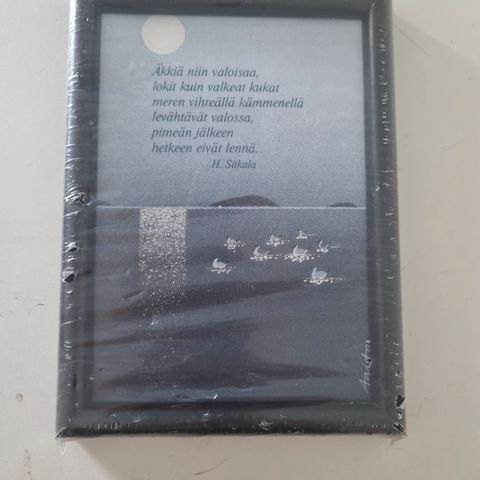 Äkkiä niin valoisaa,
lokit kuin valkeat kukat
meren vihreällä kämmenellä
levähtävät valossa,
pimeän jälkeen
hetkeen eivät lennä.
H. Siikala